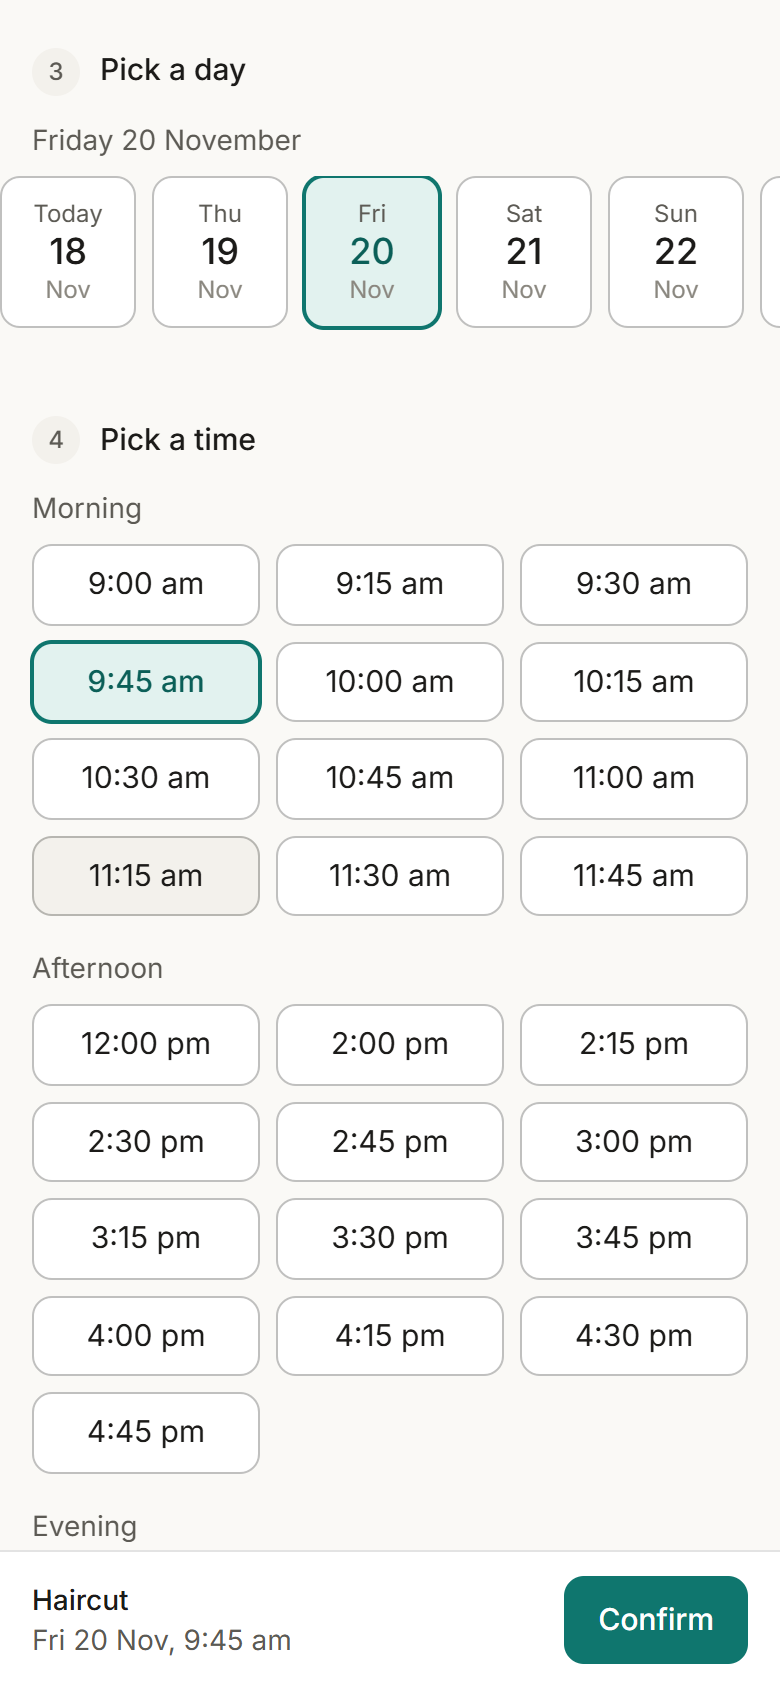 3 Pick a day
Friday 20 November
Today Thu Fri Sat Sun
18 19 20 21 22
Nov Nov Nov Nov Nov
4 Pick a time
Morning
9:00 am 9:15 am 9:30 am
9:45 am 10:00 am 10:15 am
10:30 am 10:45 am 11:00 am
11:15 am 11:30 am 11:45 am
Afternoon
12:00 pm 2:00 pm 2:15 pm
2:30 pm 2:45 pm 3:00 pm
3:15 pm 3:30 pm 3:45 pm
4:00 pm 4:15 pm 4:30 pm
4:45 pm
Evening
Haircut
Fri 20 Nov, 9:45 am
Confirm